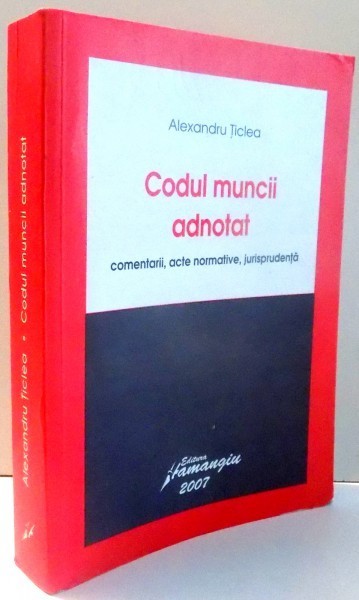 Alexandru Țiclea
Codul muncii
adnotat
comentarii, acte normative, jurisprudență
Editura
Hamangiu
2007
Alexandru Țiclea • Codul muncii adnotat